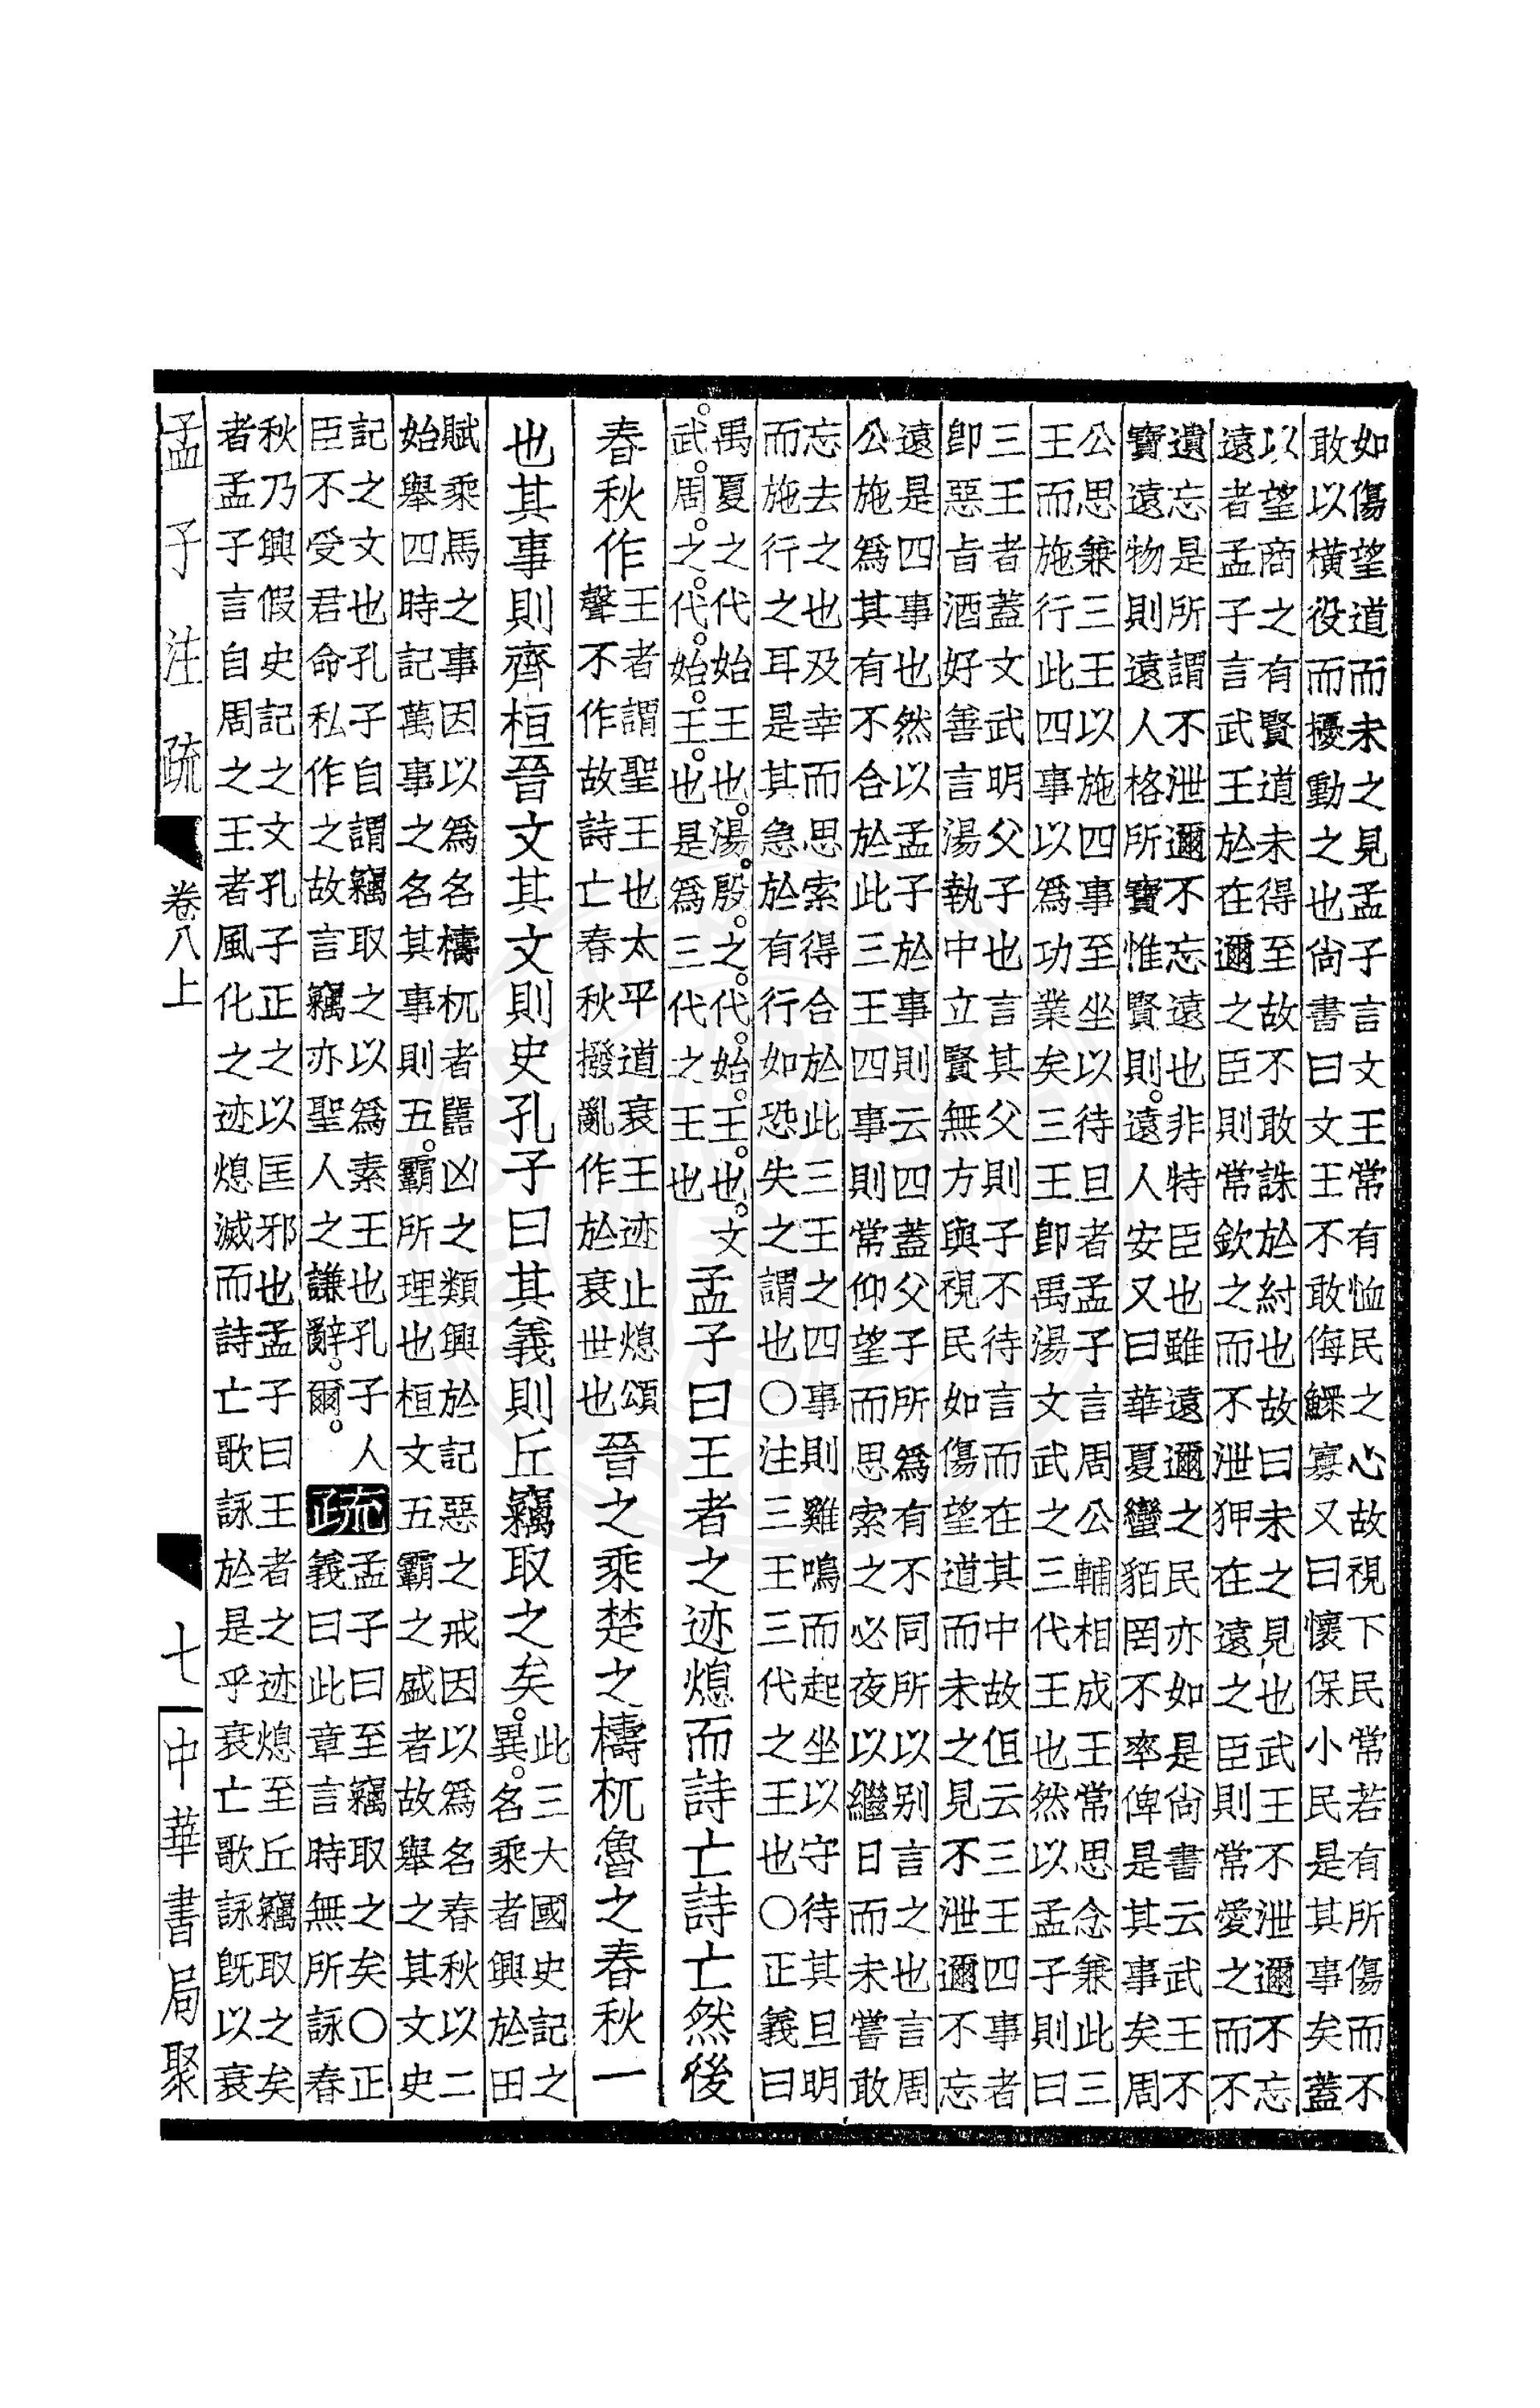 如傷望道而未之見孟子言文王常有恤民之心故視下民常若有所傷而不
敢以橫役而擾動之也尙書曰文王不敢侮鰥寡又曰懷保小民是其事矣蓋
以望商之有賢道未得至故不敢誅於紂也故曰未之見也武王不泄邇不忘
遠者孟子言武王於在邇之臣則常欽之而不泄狎在遠之臣則常愛之而不
遺忘是所謂不泄邇不忘遠也非特臣也雖遠邇之民亦如是尙書云武王不
寶遠物則遠人格所寶惟賢則。遠人安又曰華夏蠻貊罔不率俾是其事矣周
公思兼三王以施四事至坐以待旦者孟子言周公輔相成王常思念兼此三
王而施行此四事以爲功業矣三王卽禹湯文武之三代王也然以孟子則曰
三王者蓋文武明父子也言其父則子不待言而在其中故但云三王四事者
卽惡旨酒好善言湯執中立賢無方與視民如傷望道而未之見不泄邇不忘
遠是四事也然以孟子於事則云四蓋父子所爲有不同所以別言之也言周
公施爲其有不合於此三王四事則常仰望而思索之必夜以繼日而未嘗敢
忘去之也及幸而思索得合於此三王之四事則雞鳴而起坐以守待其旦明
而施行之耳是其急於有行如恐失之謂也○注三王三代之王也○正義曰
禹夏之代始王也。湯。殷。之。代。始。王。也。文
。武。周。之。代。始。王。也是爲三代之王也
孟子曰王者之迹熄而詩亡詩亡然後
春秋作
王者謂聖王也太平道衰王迹止熄頌
聲不作故詩亡春秋撥亂作於衰世也
晉之乘楚之檮杌魯之春秋一
也其事則齊桓晉文其文則史孔子曰其義則丘竊取之矣。
此三大國史記之
異。名乘者興於田
賦乘馬之事因以爲名檮杌者嚚凶之類興於記惡之戒因以爲名春秋以二
始舉四時記萬事之名其事則五。霸所理也桓文五霸之盛者故舉之其文史
記之文也孔子自謂竊取之以爲素王也孔子人
臣不受君命私作之故言竊亦聖人之謙辭。爾。
疏
孟子曰至竊取之矣○正
義曰此章言時無所詠春
秋乃興假史記之文孔子正之以匡邪也孟子曰王者之迹熄至丘竊取之矣
者孟子言自周之王者風化之迹熄滅而詩亡歌詠於是乎衰亡歌詠旣以衰
孟子注疏
卷八上
七
中華書局聚